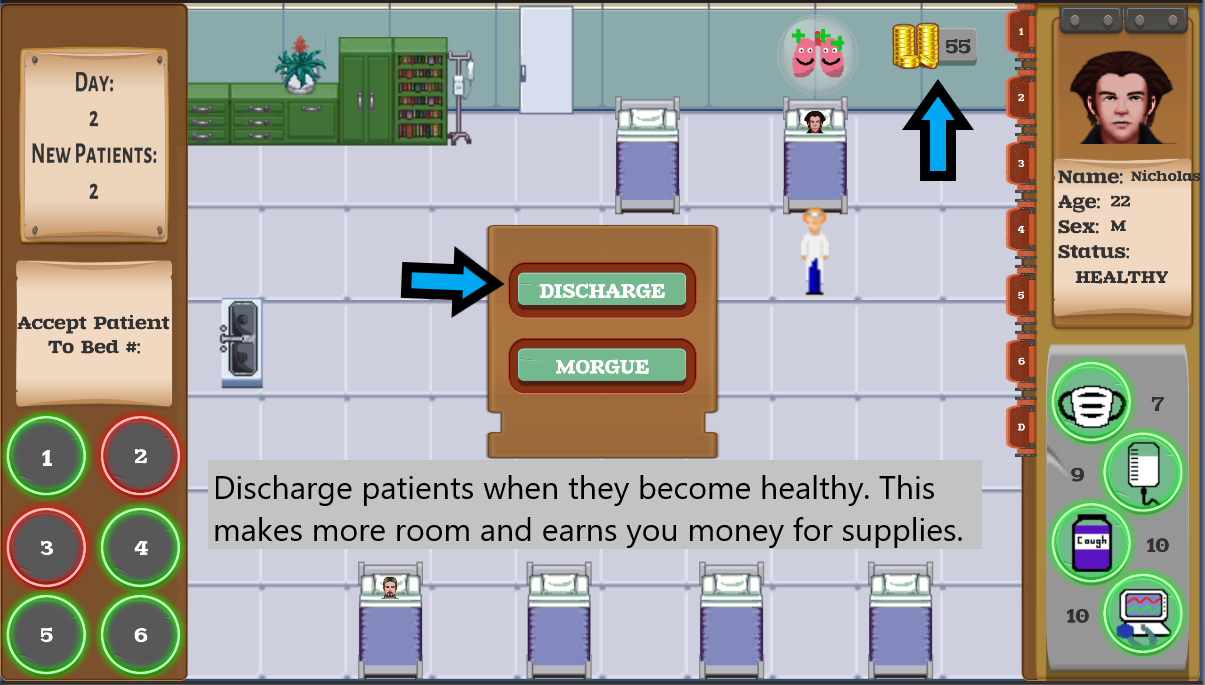 DAY:
2
NEW PATIENTS:
2
Accept Patient
To Bed #:
1
2
3
4
5
6
55
DISCHARGE
MORGUE
Discharge patients when they become healthy. This
makes more room and earns you money for supplies.
1
2
3
4
5
6
D
Name: Nicholas
Age: 22
Sex: M
Status:
HEALTHY
7
9
Cough
10
10